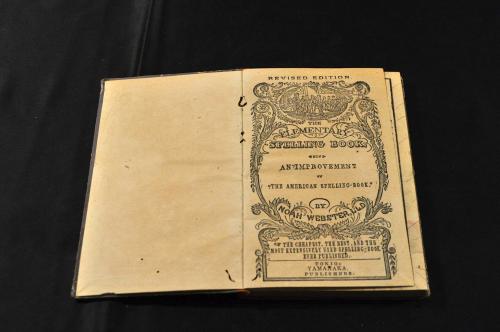 REVISED EDITION.
THE
ELEMENTARY
SPELLING BOOK,
BEING
AN IMPROVEMENT
ON
"THE AMERICAN SPELLING-BOOK."
BY
NOAH WEBSTER, LL.D.
THE CHEAPEST, THE BEST, AND THE
MOST EXTENSIVELY USED SPELLING-BOOK
EVER PUBLISHED.
TOKIO:
YAMANAKA,
PUBLISHERS.